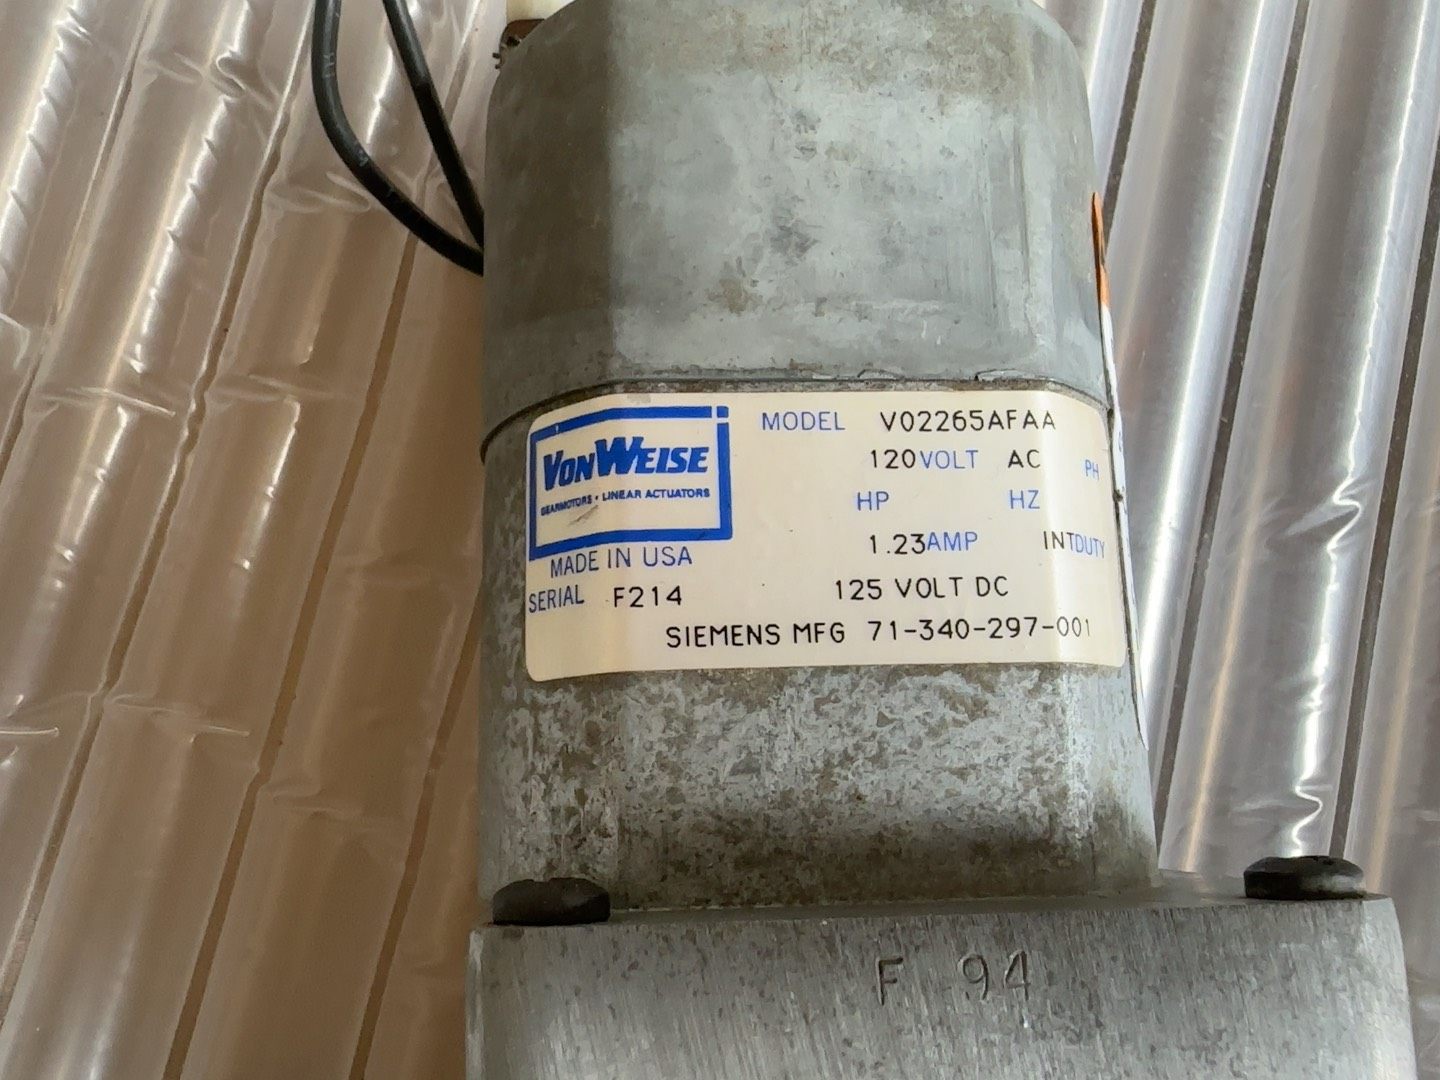 VONWEISE
GEARMOTORS • LINEAR ACTUATORS
MADE IN USA
SERIAL F214
MODEL V02265AFAA
120VOLT AC PH
HP HZ
1.23AMP INTDUTY
125 VOLT DC
SIEMENS MFG 71-340-297-001
F 94